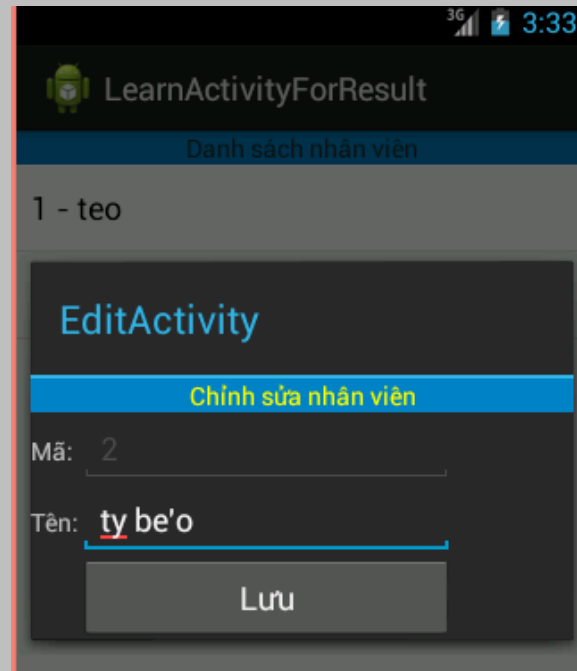 3G 3:33
LearnActivityForResult
Danh sách nhân viên
1 - teo
EditActivity
Chỉnh sửa nhân viên
Mã: 2
Tên: ty be'o
Lưu